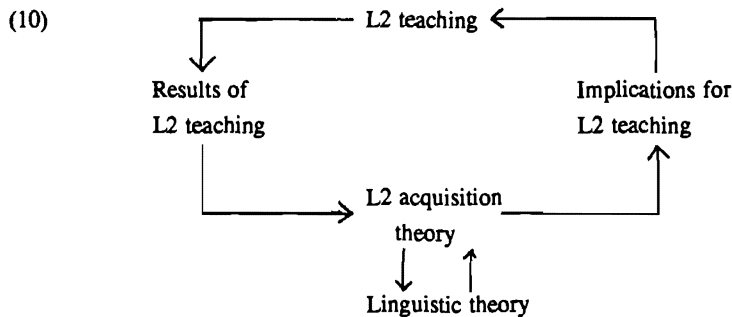 (10)
L2 teaching
Results of
L2 teaching
Implications for
L2 teaching
L2 acquisition
theory
Linguistic theory